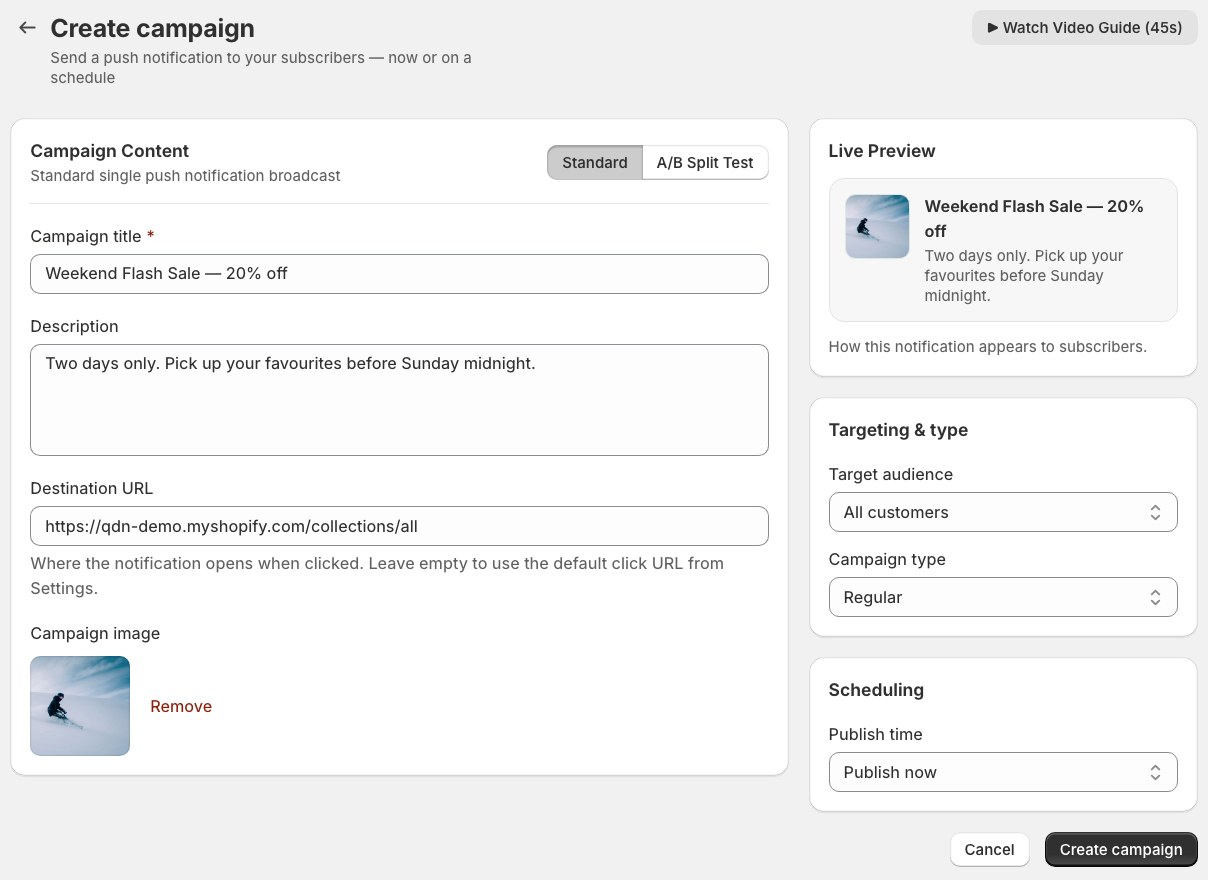 Create campaign
Send a push notification to your subscribers — now or on a
schedule
▶ Watch Video Guide (45s)
Campaign Content
Standard single push notification broadcast
Standard
A/B Split Test
Campaign title *
Weekend Flash Sale — 20% off
Description
Two days only. Pick up your favourites before Sunday midnight.
Destination URL
https://qdn-demo.myshopify.com/collections/all
Where the notification opens when clicked. Leave empty to use the default click URL from
Settings.
Campaign image
Remove
Live Preview
Weekend Flash Sale — 20%
off
Two days only. Pick up your
favourites before Sunday
midnight.
How this notification appears to subscribers.
Targeting & type
Target audience
All customers
Campaign type
Regular
Scheduling
Publish time
Publish now
Cancel
Create campaign